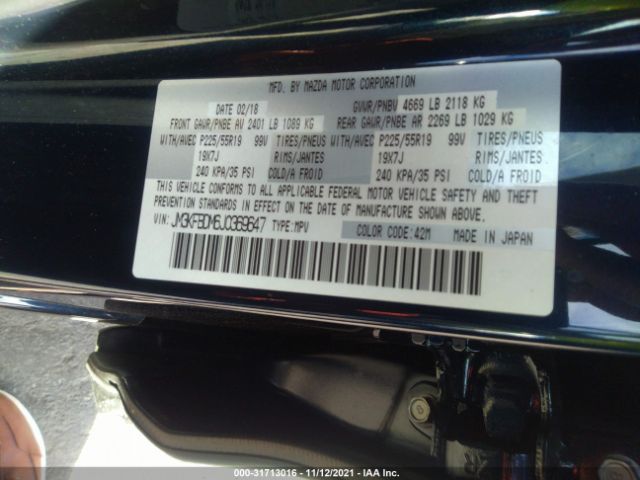 MFD. BY MAZDA MOTOR CORPORATION
DATE 02/18 GVWR/PNBV 4669 LB 2118 KG
FRONT GAWR/PNBE AV 2401 LB 1089 KG REAR GAWR/PNBE AR 2269 LB 1029 KG
WITH/AVEC P225/55R19 99V TIRES/PNEUS WITH/AVEC P225/55R19 99V TIRES/PNEUS
19X7J RIMS/JANTES 19X7J RIMS/JANTES
240 KPA/35 PSI COLD/A FROID 240 KPA/35 PSI COLD/A FROID
THIS VEHICLE CONFORMS TO ALL APPLICABLE FEDERAL MOTOR VEHICLE SAFETY AND THEFT
PREVENTION STANDARDS IN EFFECT ON THE DATE OF MANUFACTURE SHOWN ABOVE.
VIN: JM3KFBDM6J0369647 TYPE:MPV COLOR CODE:42M MADE IN JAPAN
000-31713016 - 11/12/2021 - IAA Inc.